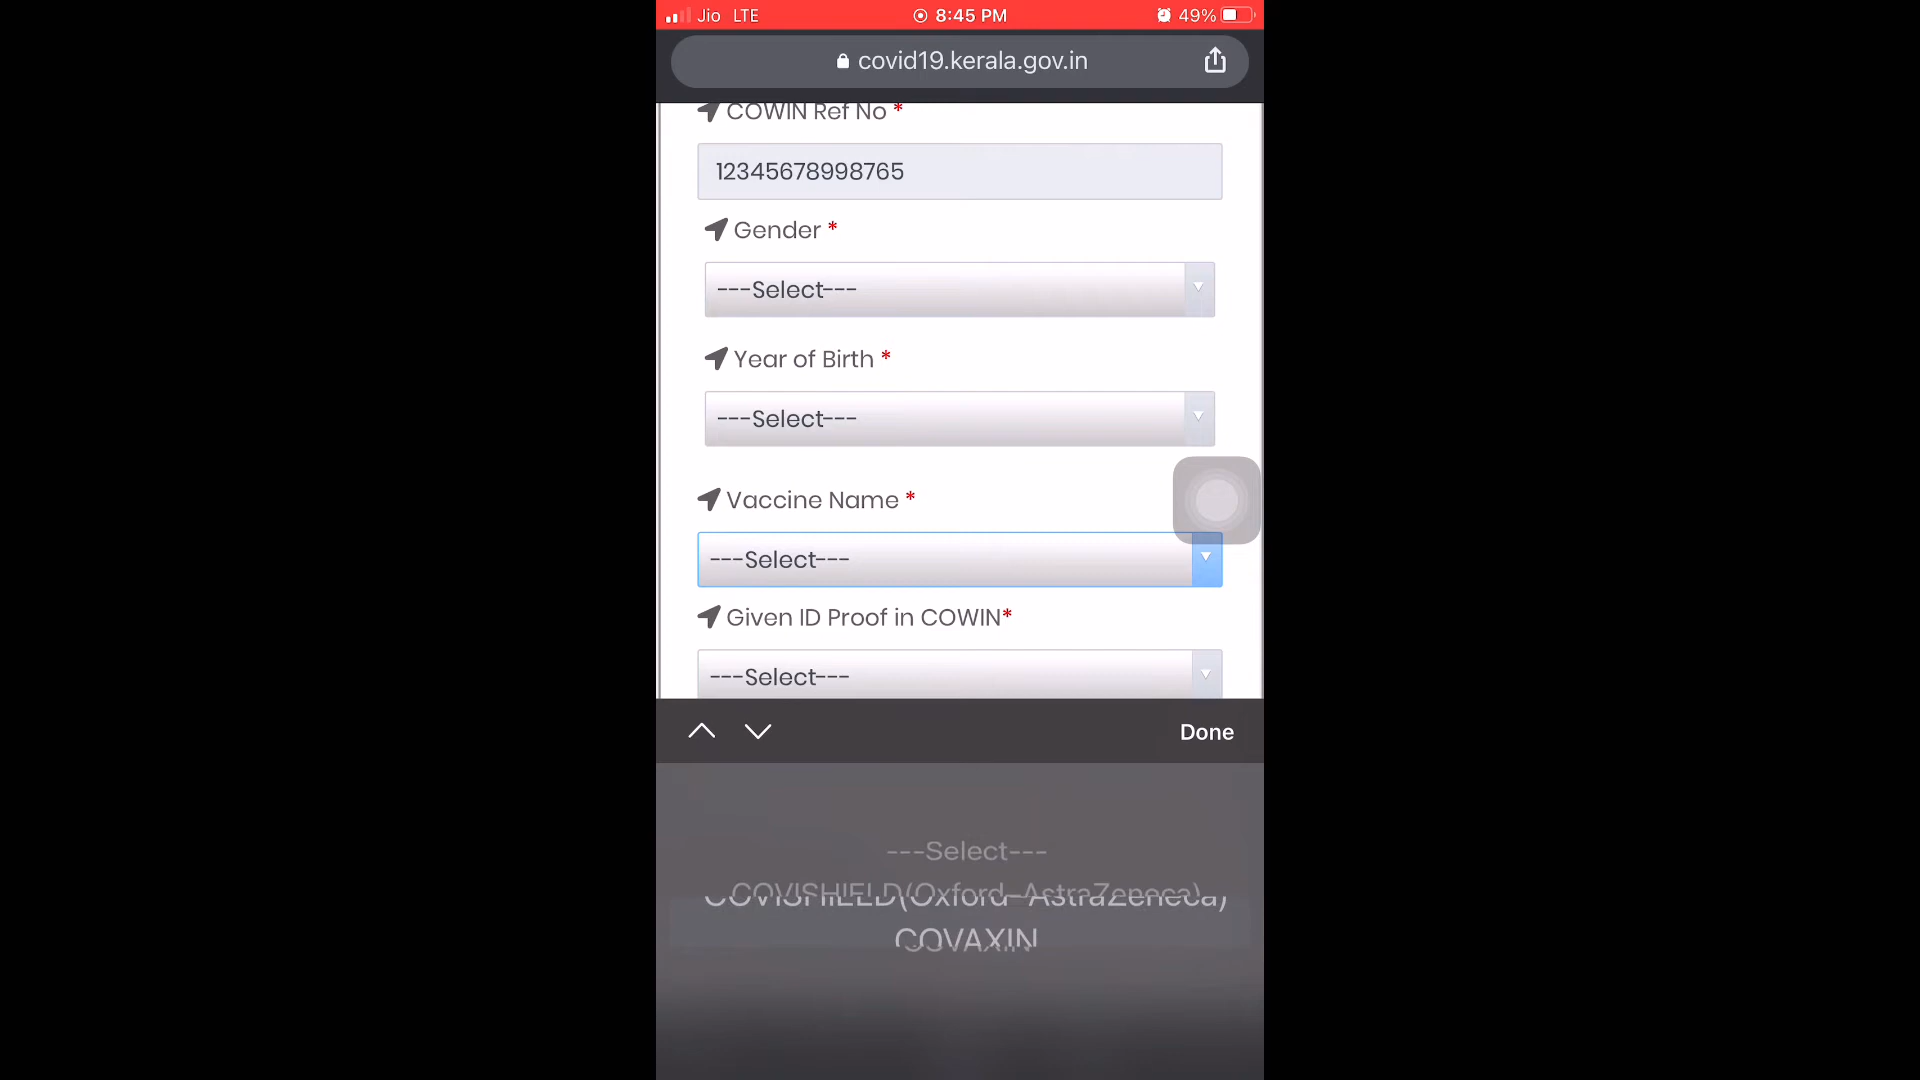 Jio LTE 8:45 PM 49%
covid19.kerala.gov.in
COWIN Ref No *
12345678998765
Gender *
---Select---
Year of Birth *
---Select---
Vaccine Name *
---Select---
Given ID Proof in COWIN*
---Select---
Done
---Select---
COVISHIELD(Oxford-AstraZeneca)
COVAXIN